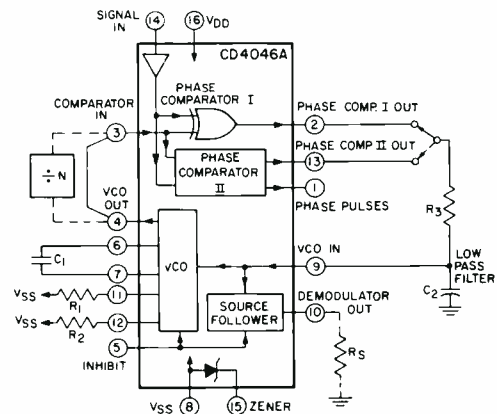 SIGNAL IN
14
16 VDD
CD4046A
PHASE COMPARATOR I
COMPARATOR IN
3
2
PHASE COMP. I OUT
PHASE COMPARATOR II
13
PHASE COMP. II OUT
1
PHASE PULSES
÷ N
VCO OUT
4
R3
6
C1
7
VCO
VCO IN
9
LOW PASS FILTER
C2
VSS R1 11
VSS R2 12
SOURCE FOLLOWER
DEMODULATOR OUT
10
5
INHIBIT
RS
VSS 8
15 ZENER